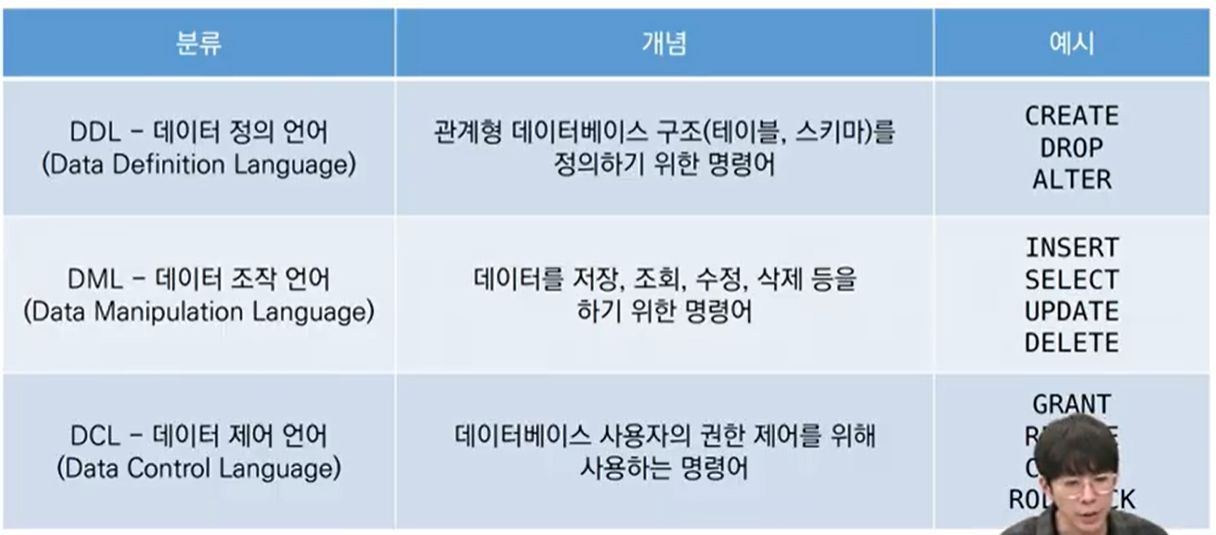 분류
개념
예시
DDL – 데이터 정의 언어
(Data Definition Language)
관계형 데이터베이스 구조(테이블, 스키마)를
정의하기 위한 명령어
CREATE
DROP
ALTER
DML – 데이터 조작 언어
(Data Manipulation Language)
데이터를 저장, 조회, 수정, 삭제 등을
하기 위한 명령어
INSERT
SELECT
UPDATE
DELETE
DCL – 데이터 제어 언어
(Data Control Language)
데이터베이스 사용자의 권한 제어를 위해
사용하는 명령어
GRANT